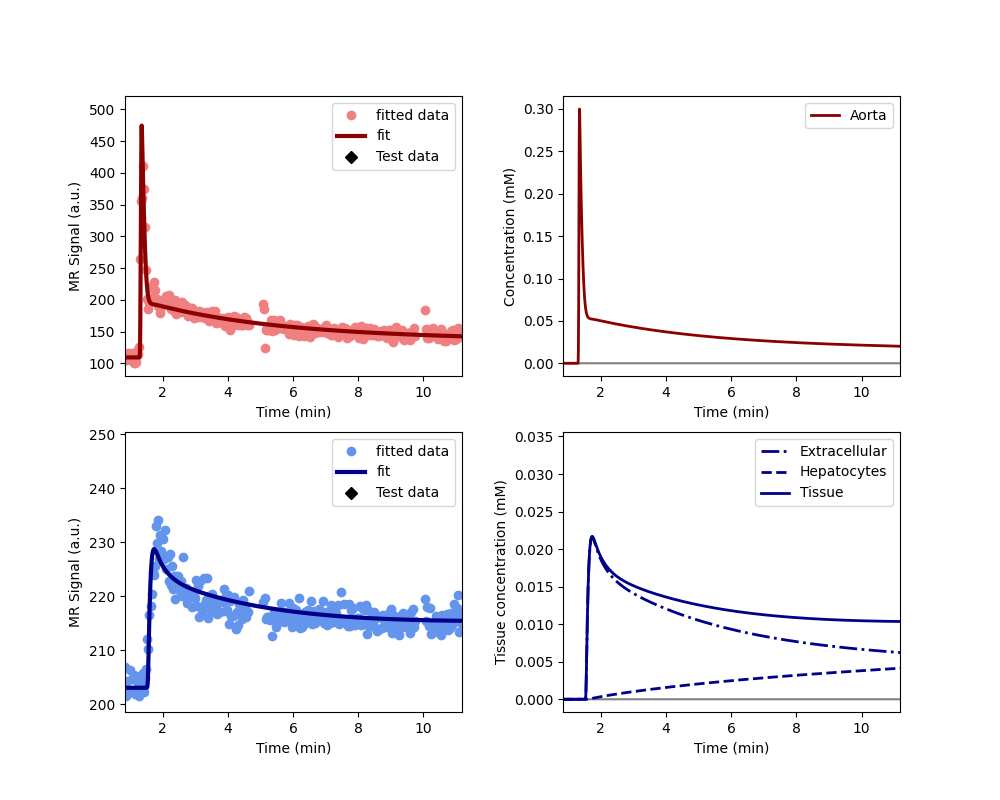 500
450
400
350
300
250
200
150
100
MR Signal (a.u.)
fitted data
fit
Test data
2 4 6 8 10
Time (min)
0.30
0.25
0.20
0.15
0.10
0.05
0.00
Concentration (mM)
Aorta
2 4 6 8 10
Time (min)
250
240
230
220
210
200
MR Signal (a.u.)
fitted data
fit
Test data
2 4 6 8 10
Time (min)
0.035
0.030
0.025
0.020
0.015
0.010
0.005
0.000
Tissue concentration (mM)
Extracellular
Hepatocytes
Tissue
2 4 6 8 10
Time (min)